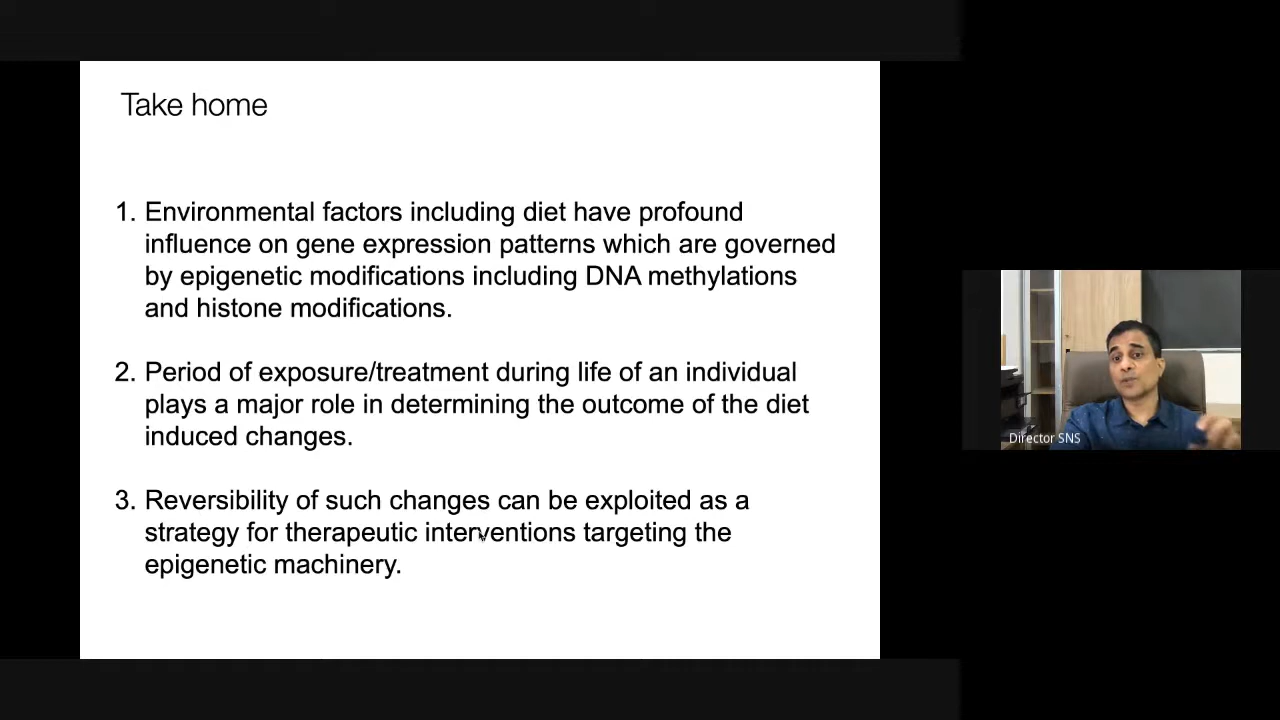 Take home
1. Environmental factors including diet have profound
influence on gene expression patterns which are governed
by epigenetic modifications including DNA methylations
and histone modifications.
2. Period of exposure/treatment during life of an individual
plays a major role in determining the outcome of the diet
induced changes.
3. Reversibility of such changes can be exploited as a
strategy for therapeutic interventions targeting the
epigenetic machinery.
Director SNS